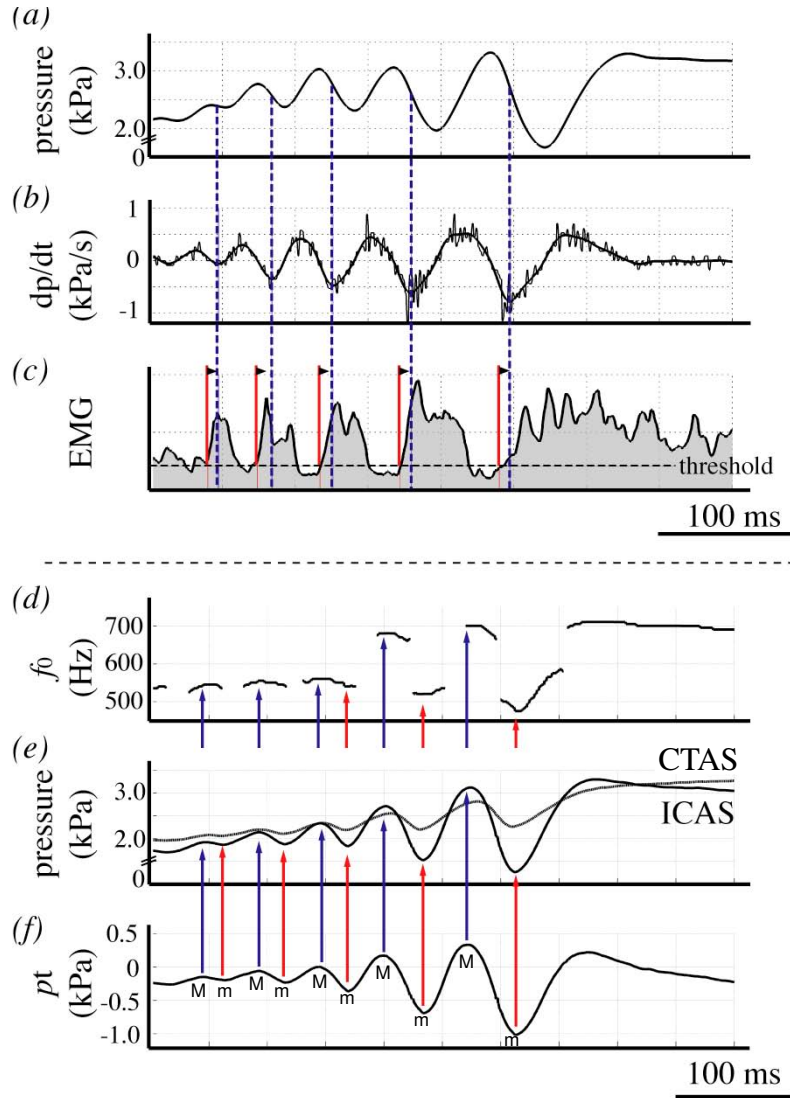 (a)
pressure
(kPa)
3.0
2.0
0
(b)
dp/dt
(kPa/s)
1
0
-1
(c)
EMG
threshold
100 ms
(d)
f0
(Hz)
700
600
500
(e)
pressure
(kPa)
3.0
2.0
0
CTAS
ICAS
(f)
pt
(kPa)
0.5
0
-0.5
-1.0
M m M m M m M m M m
100 ms